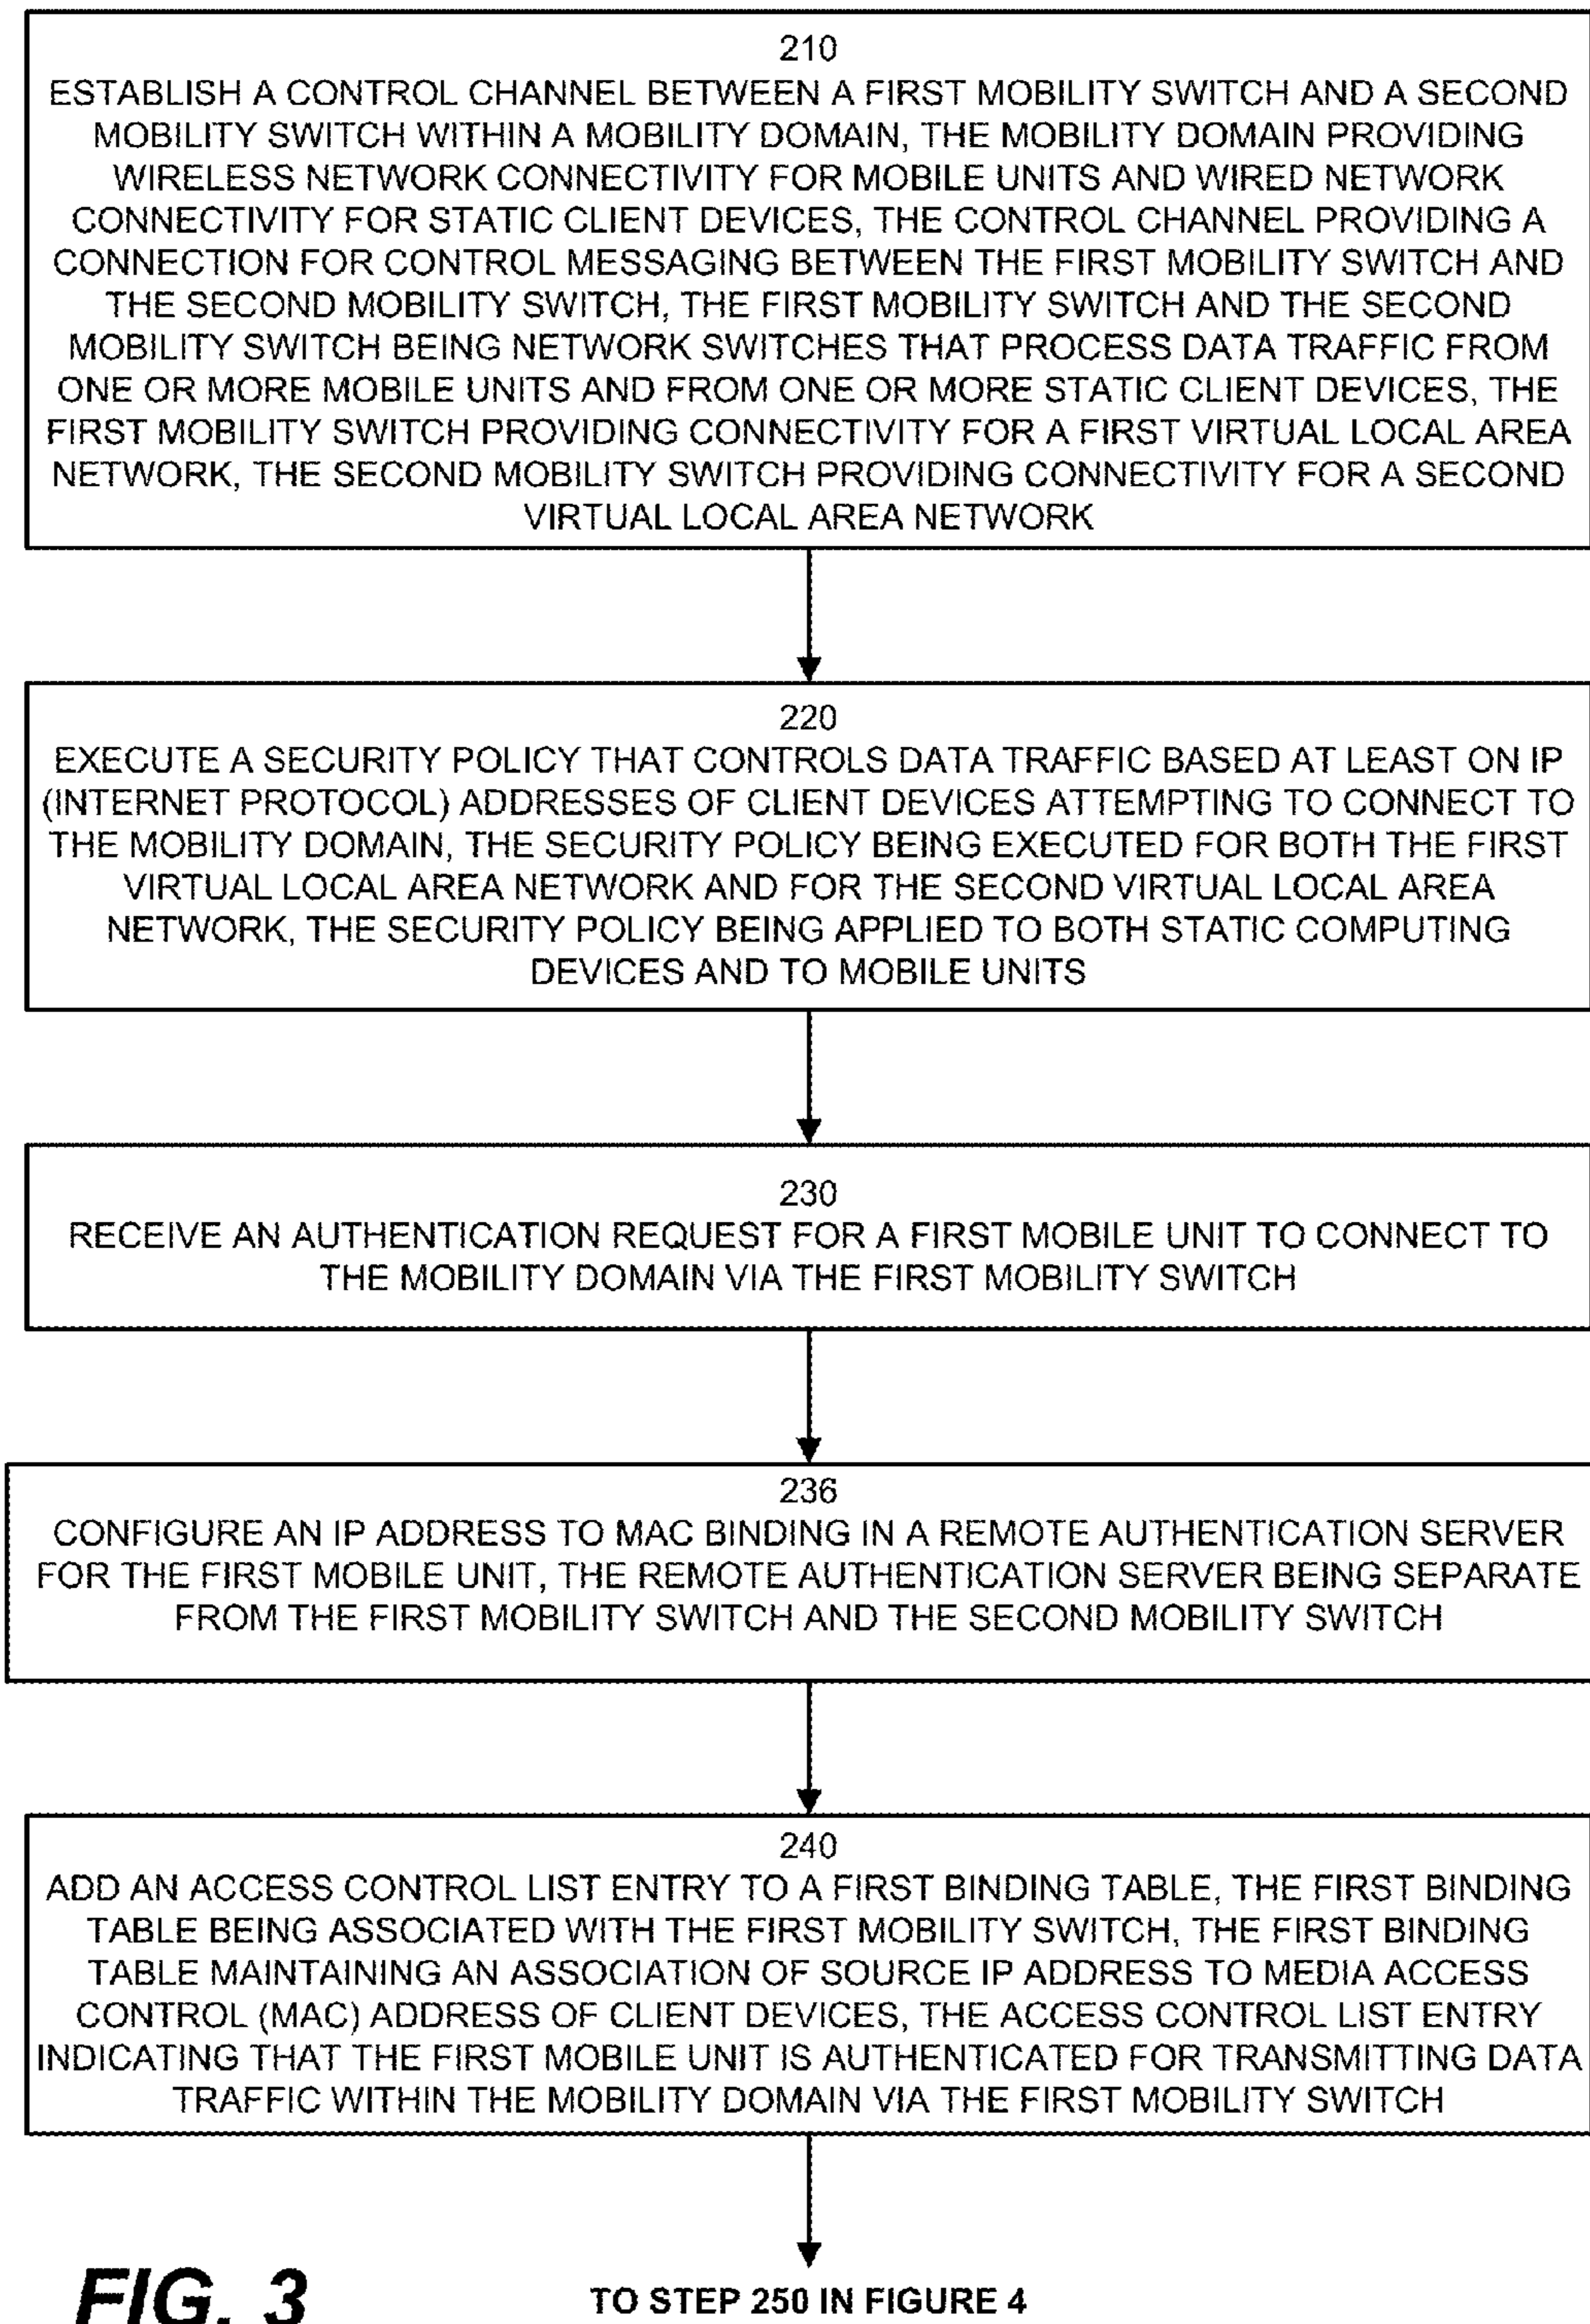 210
ESTABLISH A CONTROL CHANNEL BETWEEN A FIRST MOBILITY SWITCH AND A SECOND
MOBILITY SWITCH WITHIN A MOBILITY DOMAIN, THE MOBILITY DOMAIN PROVIDING
WIRELESS NETWORK CONNECTIVITY FOR MOBILE UNITS AND WIRED NETWORK
CONNECTIVITY FOR STATIC CLIENT DEVICES, THE CONTROL CHANNEL PROVIDING A
CONNECTION FOR CONTROL MESSAGING BETWEEN THE FIRST MOBILITY SWITCH AND
THE SECOND MOBILITY SWITCH, THE FIRST MOBILITY SWITCH AND THE SECOND
MOBILITY SWITCH BEING NETWORK SWITCHES THAT PROCESS DATA TRAFFIC FROM
ONE OR MORE MOBILE UNITS AND FROM ONE OR MORE STATIC CLIENT DEVICES, THE
FIRST MOBILITY SWITCH PROVIDING CONNECTIVITY FOR A FIRST VIRTUAL LOCAL AREA
NETWORK, THE SECOND MOBILITY SWITCH PROVIDING CONNECTIVITY FOR A SECOND
VIRTUAL LOCAL AREA NETWORK
220
EXECUTE A SECURITY POLICY THAT CONTROLS DATA TRAFFIC BASED AT LEAST ON IP
(INTERNET PROTOCOL) ADDRESSES OF CLIENT DEVICES ATTEMPTING TO CONNECT TO
THE MOBILITY DOMAIN, THE SECURITY POLICY BEING EXECUTED FOR BOTH THE FIRST
VIRTUAL LOCAL AREA NETWORK AND FOR THE SECOND VIRTUAL LOCAL AREA
NETWORK, THE SECURITY POLICY BEING APPLIED TO BOTH STATIC COMPUTING
DEVICES AND TO MOBILE UNITS
230
RECEIVE AN AUTHENTICATION REQUEST FOR A FIRST MOBILE UNIT TO CONNECT TO
THE MOBILITY DOMAIN VIA THE FIRST MOBILITY SWITCH
236
CONFIGURE AN IP ADDRESS TO MAC BINDING IN A REMOTE AUTHENTICATION SERVER
FOR THE FIRST MOBILE UNIT, THE REMOTE AUTHENTICATION SERVER BEING SEPARATE
FROM THE FIRST MOBILITY SWITCH AND THE SECOND MOBILITY SWITCH
240
ADD AN ACCESS CONTROL LIST ENTRY TO A FIRST BINDING TABLE, THE FIRST BINDING
TABLE BEING ASSOCIATED WITH THE FIRST MOBILITY SWITCH, THE FIRST BINDING
TABLE MAINTAINING AN ASSOCIATION OF SOURCE IP ADDRESS TO MEDIA ACCESS
CONTROL (MAC) ADDRESS OF CLIENT DEVICES, THE ACCESS CONTROL LIST ENTRY
INDICATING THAT THE FIRST MOBILE UNIT IS AUTHENTICATED FOR TRANSMITTING DATA
TRAFFIC WITHIN THE MOBILITY DOMAIN VIA THE FIRST MOBILITY SWITCH
FIG. 3
TO STEP 250 IN FIGURE 4